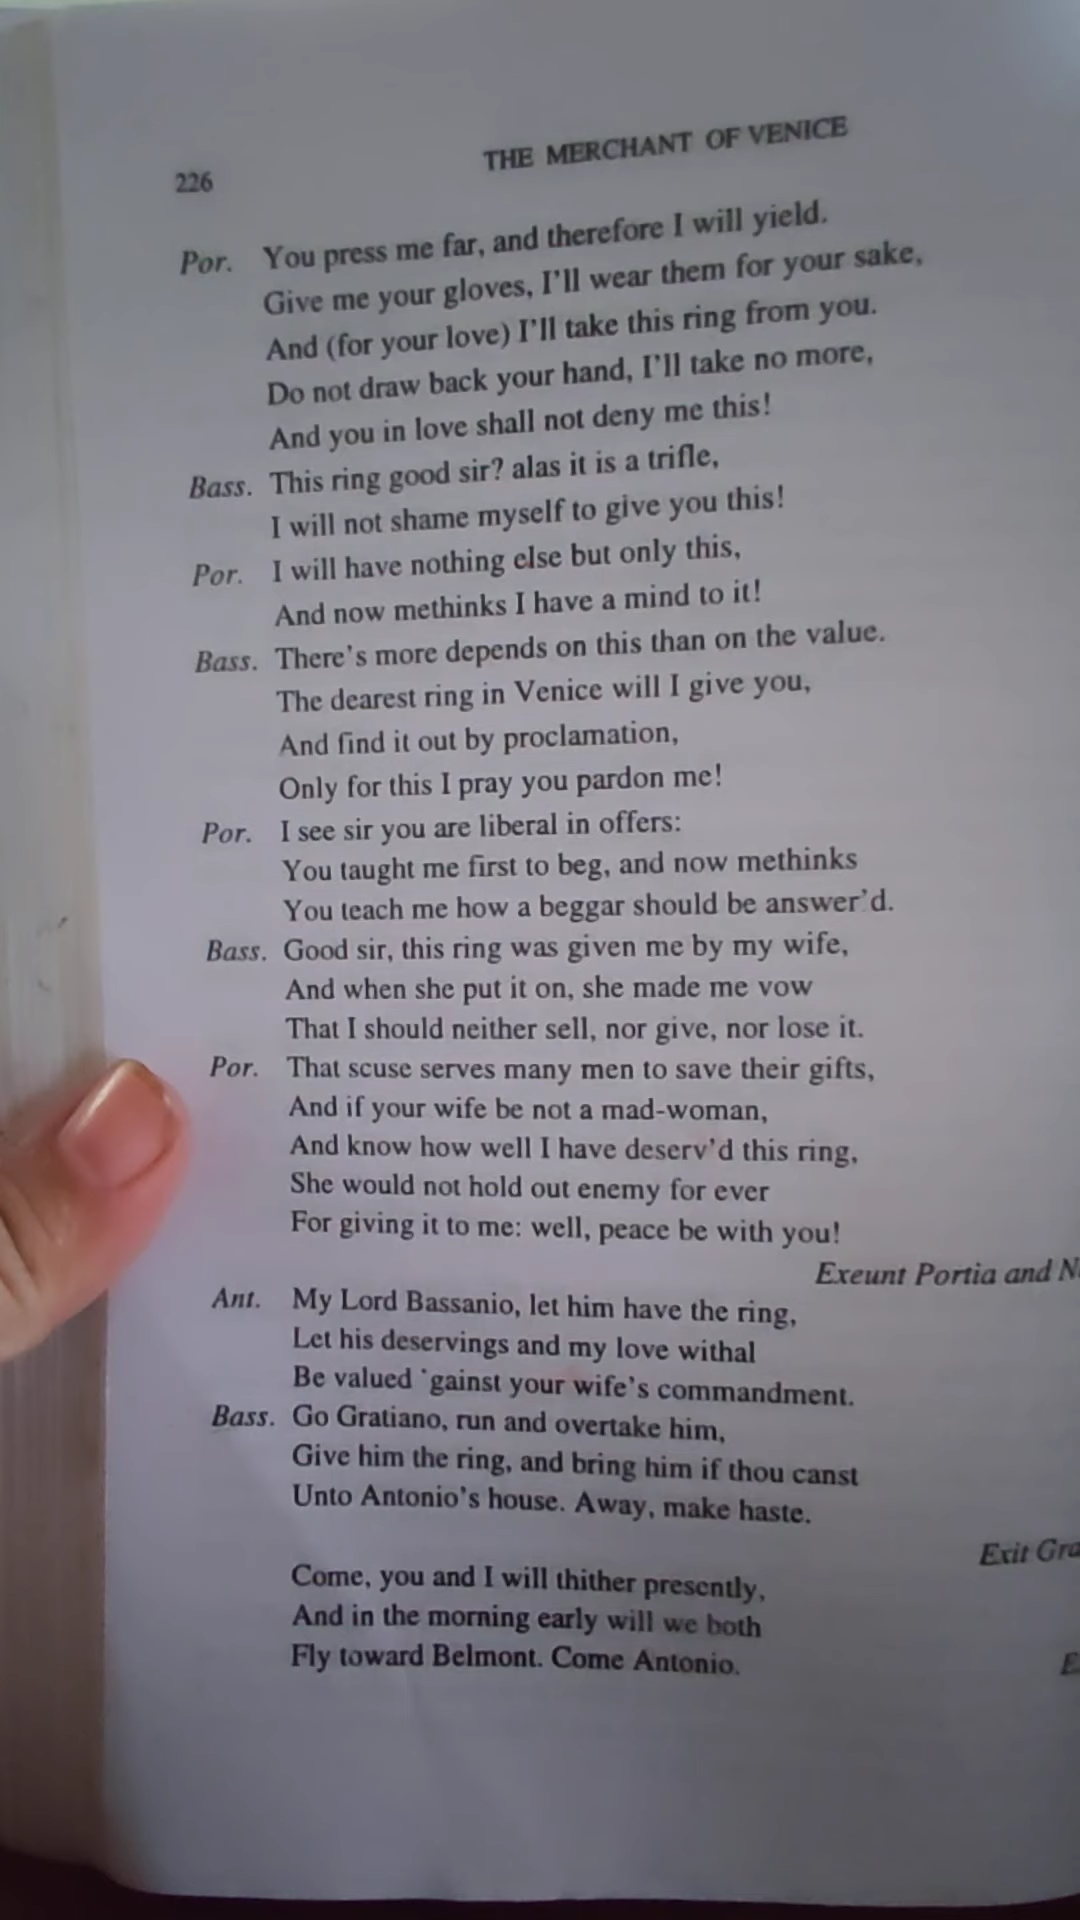 THE MERCHANT OF VENICE
226
Por. You press me far, and therefore I will yield.
Give me your gloves, I'll wear them for your sake,
And (for your love) I'll take this ring from you.
Do not draw back your hand, I'll take no more,
And you in love shall not deny me this!
Bass. This ring good sir? alas it is a trifle,
I will not shame myself to give you this!
Por. I will have nothing else but only this,
And now methinks I have a mind to it!
Bass. There's more depends on this than on the value.
The dearest ring in Venice will I give you,
And find it out by proclamation,
Only for this I pray you pardon me!
Por. I see sir you are liberal in offers:
You taught me first to beg, and now methinks
You teach me how a beggar should be answer'd.
Bass. Good sir, this ring was given me by my wife,
And when she put it on, she made me vow
That I should neither sell, nor give, nor lose it.
Por. That scuse serves many men to save their gifts,
And if your wife be not a mad-woman,
And know how well I have deserv'd this ring,
She would not hold out enemy for ever
For giving it to me: well, peace be with you!
Exeunt Portia and
Ant. My Lord Bassanio, let him have the ring,
Let his deservings and my love withal
Be valued 'gainst your wife's commandment.
Bass. Go Gratiano, run and overtake him,
Give him the ring, and bring him if thou canst
Unto Antonio's house. Away, make haste.
Exit
Come, you and I will thither presently,
And in the morning early will we both
Fly toward Belmont. Come Antonio.